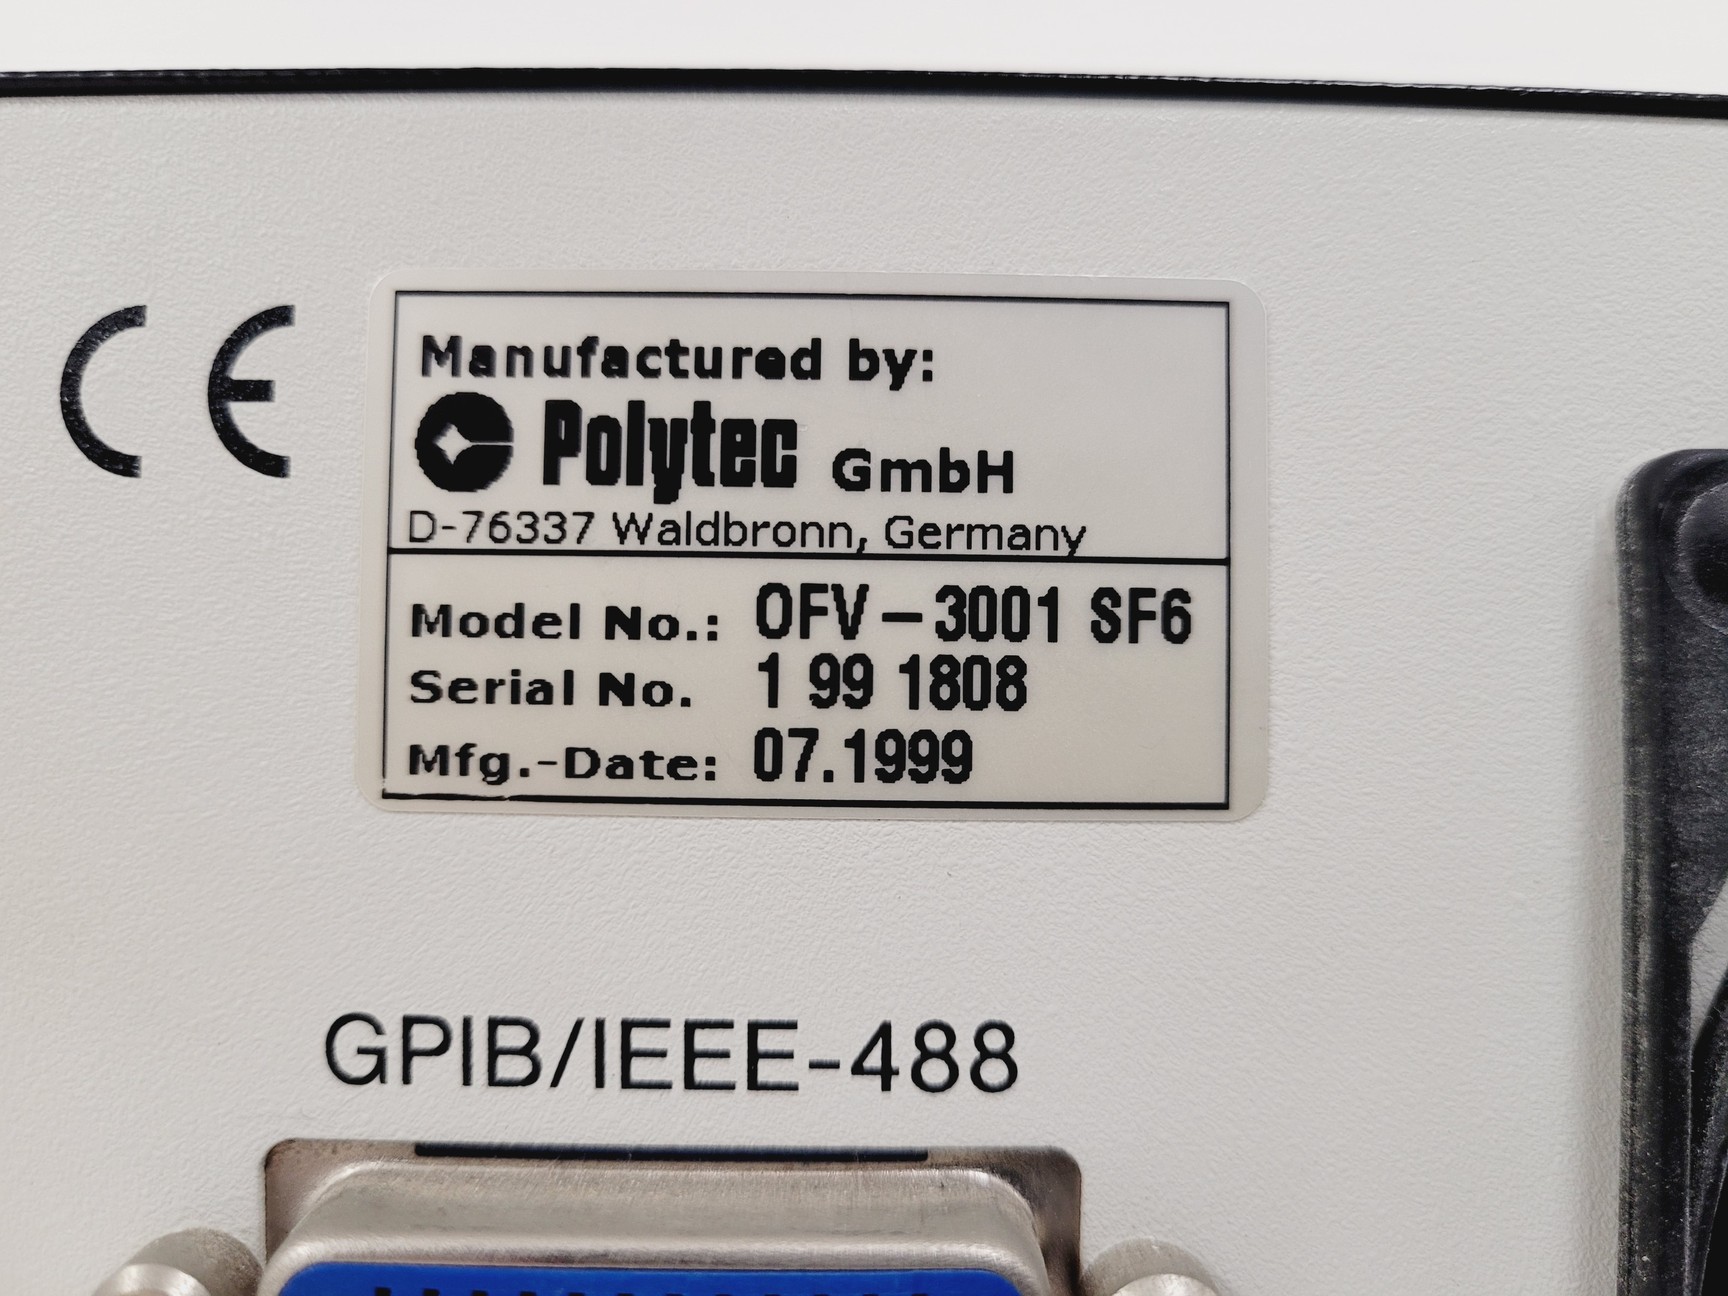 CE
Manufactured by:
Polytec GmbH
D-76337 Waldbronn, Germany
Model No.: OFV-3001 SF6
Serial No. 1 99 1808
Mfg.-Date: 07.1999
GPIB/IEEE-488